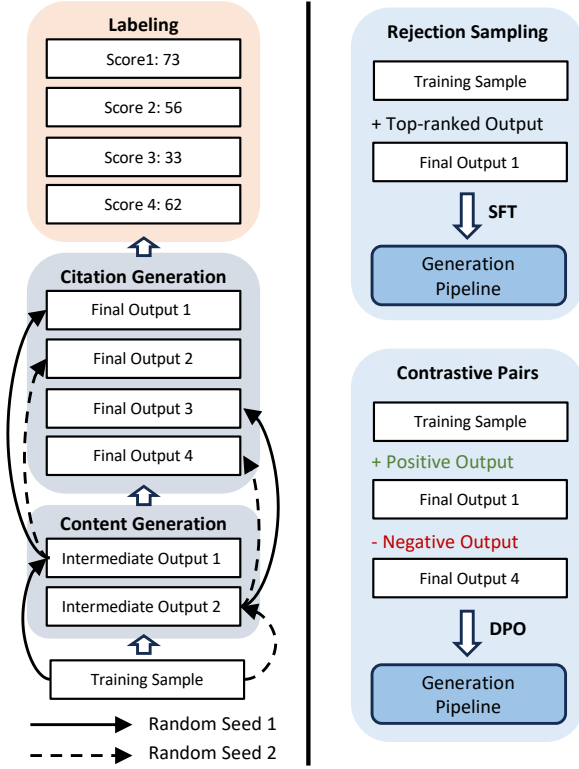 Labeling
Score1: 73
Score 2: 56
Score 3: 33
Score 4: 62
Citation Generation
Final Output 1
Final Output 2
Final Output 3
Final Output 4
Content Generation
Intermediate Output 1
Intermediate Output 2
Training Sample
Random Seed 1
Random Seed 2
Rejection Sampling
Training Sample
+ Top-ranked Output
Final Output 1
SFT
Generation
Pipeline
Contrastive Pairs
Training Sample
+ Positive Output
Final Output 1
- Negative Output
Final Output 4
DPO
Generation
Pipeline